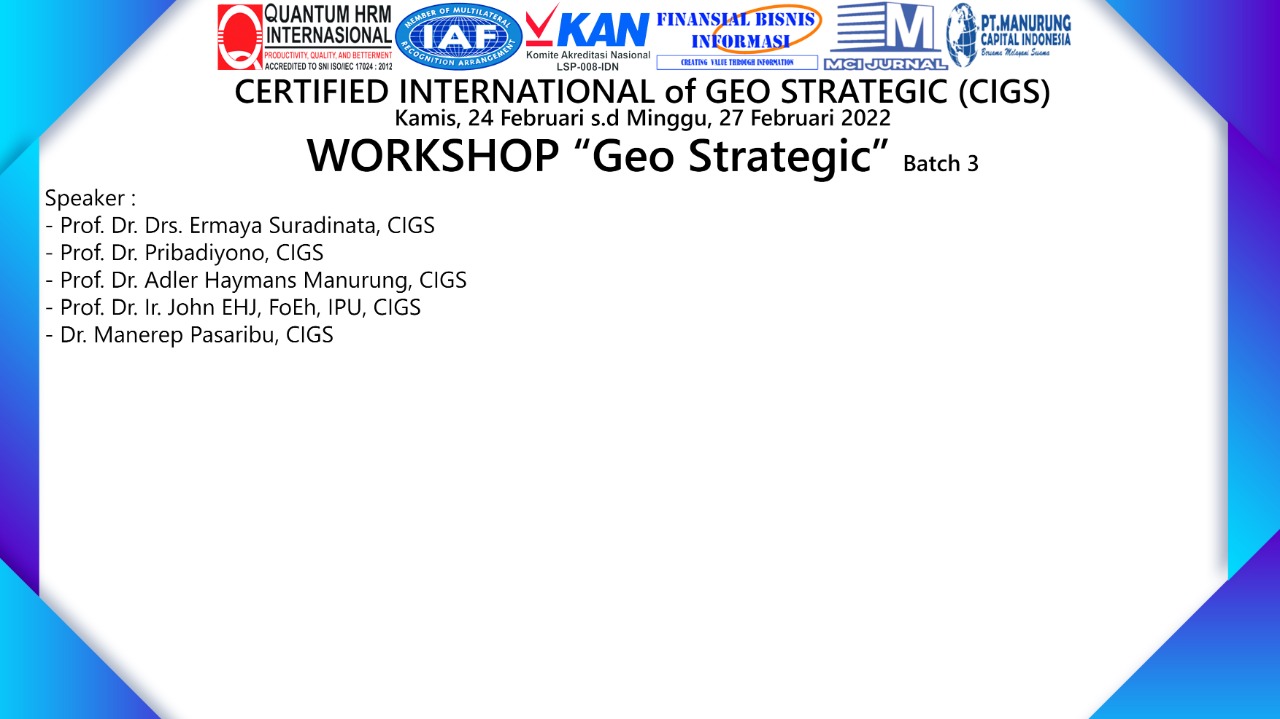 QUANTUM HRM
INTERNASIONAL
PRODUCTIVITY, QUALITY, AND BETTERMENT
ACCREDITED TO SNI ISO/IEC 17024 : 2012
MEMBER OF MULTILATERAL
IAF
RECOGNITION ARRANGEMENT
KAN
Komite Akreditasi Nasional
LSP-008-IDN
FINANSIAL BISNIS
INFORMASI
CREATING VALUE THROUGH INFORMATION
M
MCI JURNAL
PT.MANURUNG
CAPITAL INDONESIA
Bersama Melayani Sesama
CERTIFIED INTERNATIONAL of GEO STRATEGIC (CIGS)
Kamis, 24 Februari s.d Minggu, 27 Februari 2022
WORKSHOP “Geo Strategic” Batch 3
Speaker :
- Prof. Dr. Drs. Ermaya Suradinata, CIGS
- Prof. Dr. Pribadiyono, CIGS
- Prof. Dr. Adler Haymans Manurung, CIGS
- Prof. Dr. Ir. John EHJ, FoEh, IPU, CIGS
- Dr. Manerep Pasaribu, CIGS